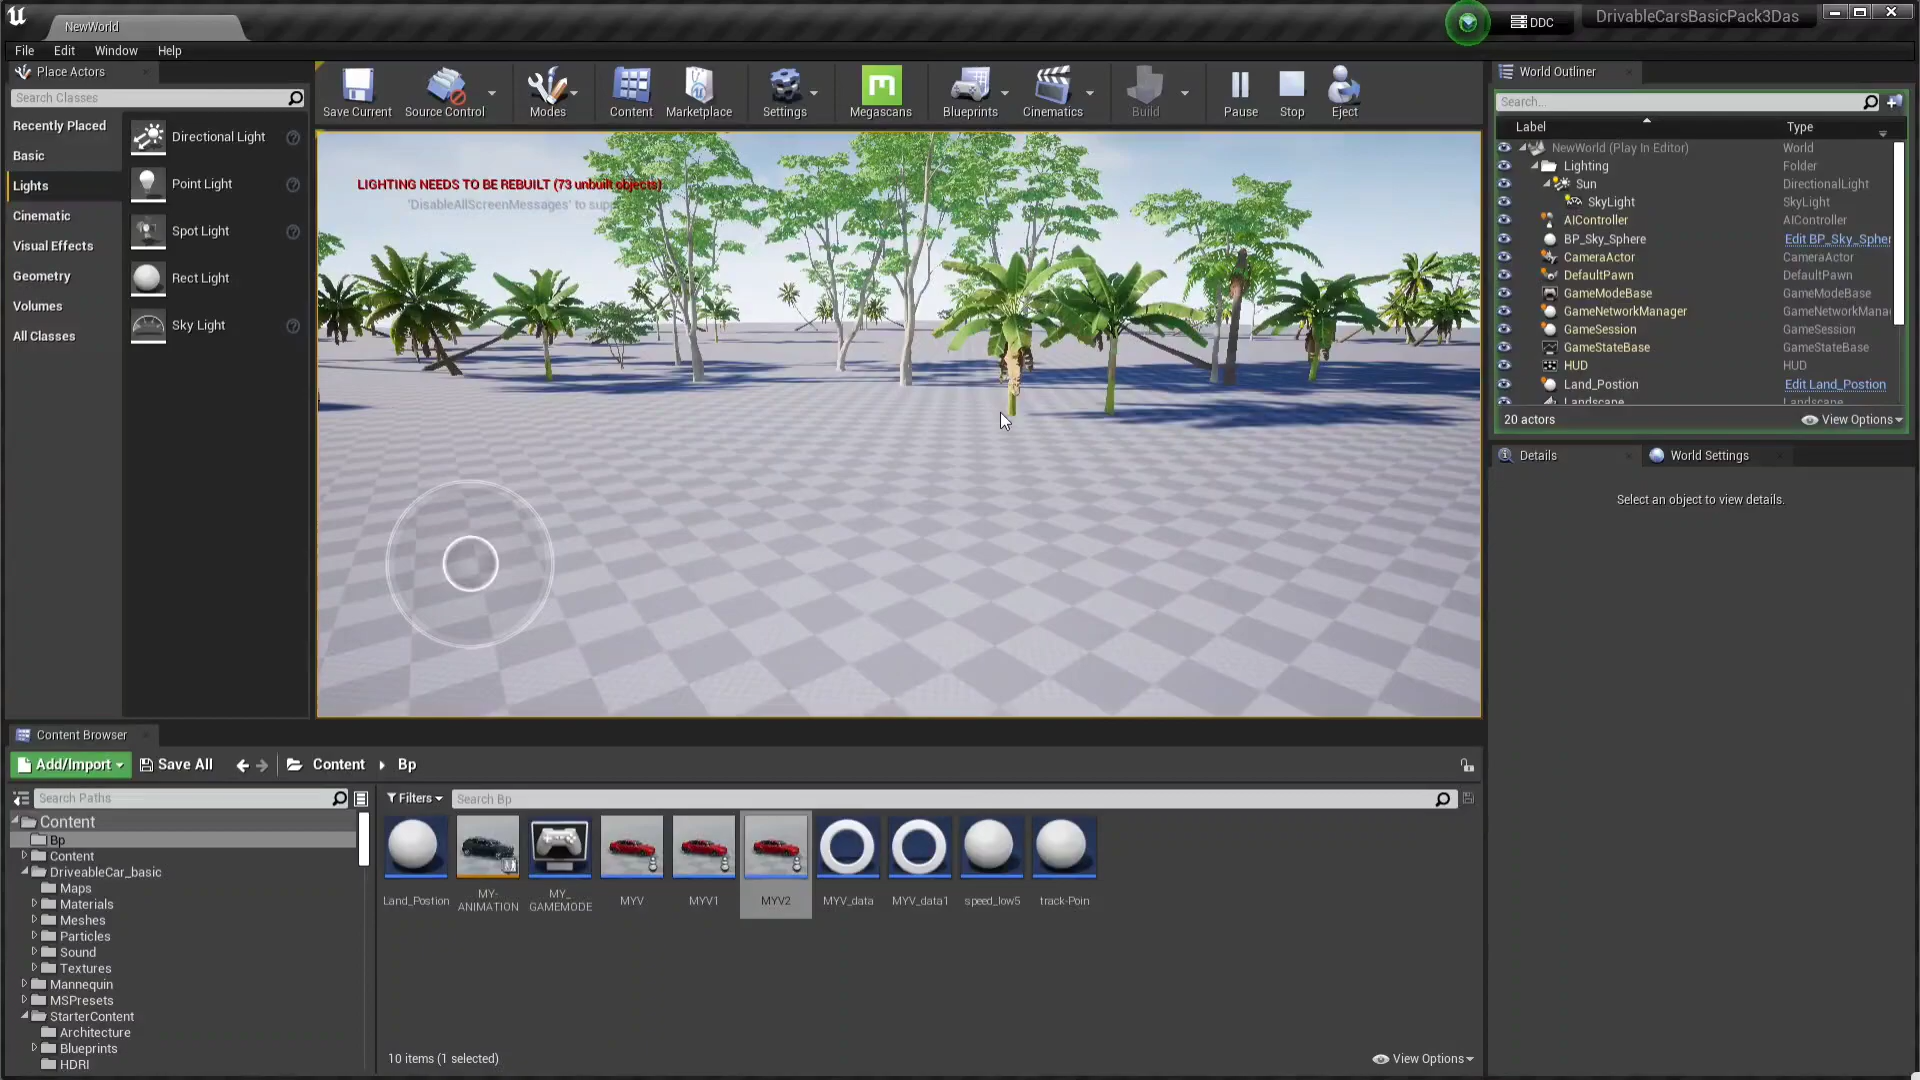 NewWorld
DDC
DrivableCarsBasicPack3Das
File Edit Window Help
Place Actors
Search Classes
Recently Placed
Basic
Lights
Cinematic
Visual Effects
Geometry
Volumes
All Classes
Directional Light
Point Light
Spot Light
Rect Light
Sky Light
Save Current
Source Control
Modes
Content
Marketplace
Settings
Megascans
Blueprints
Cinematics
Build
Pause
Stop
Eject
LIGHTING NEEDS TO BE REBUILT (73 unbuilt objects)
'DisableAllScreenMessages' to
World Outliner
Search...
Label Type
NewWorld (Play In Editor) World
Lighting Folder
Sun DirectionalLight
SkyLight SkyLight
AIController AIController
BP_Sky_Sphere Edit BP_Sky_Spher
CameraActor CameraActor
DefaultPawn DefaultPawn
GameModeBase GameModeBase
GameNetworkManager GameNetworkMana
GameSession GameSession
GameStateBase GameStateBase
HUD HUD
Land_Postion Edit Land_Postion
Landscape Landscape
20 actors View Options
Details World Settings
Select an object to view details.
Content Browser
Add/Import Save All Content Bp
Search Paths
Filters Search Bp
Content
Bp
Content
DriveableCar_basic
Maps
Materials
Meshes
Particles
Sound
Textures
Mannequin
MSPresets
StarterContent
Architecture
Blueprints
HDRI
Land_Postion
MY-
ANIMATION
MY_
GAMEMODE
MYV
MYV1
MYV2
MYV_data
MYV_data1
speed_low5
track-Poin
10 items (1 selected) View Options